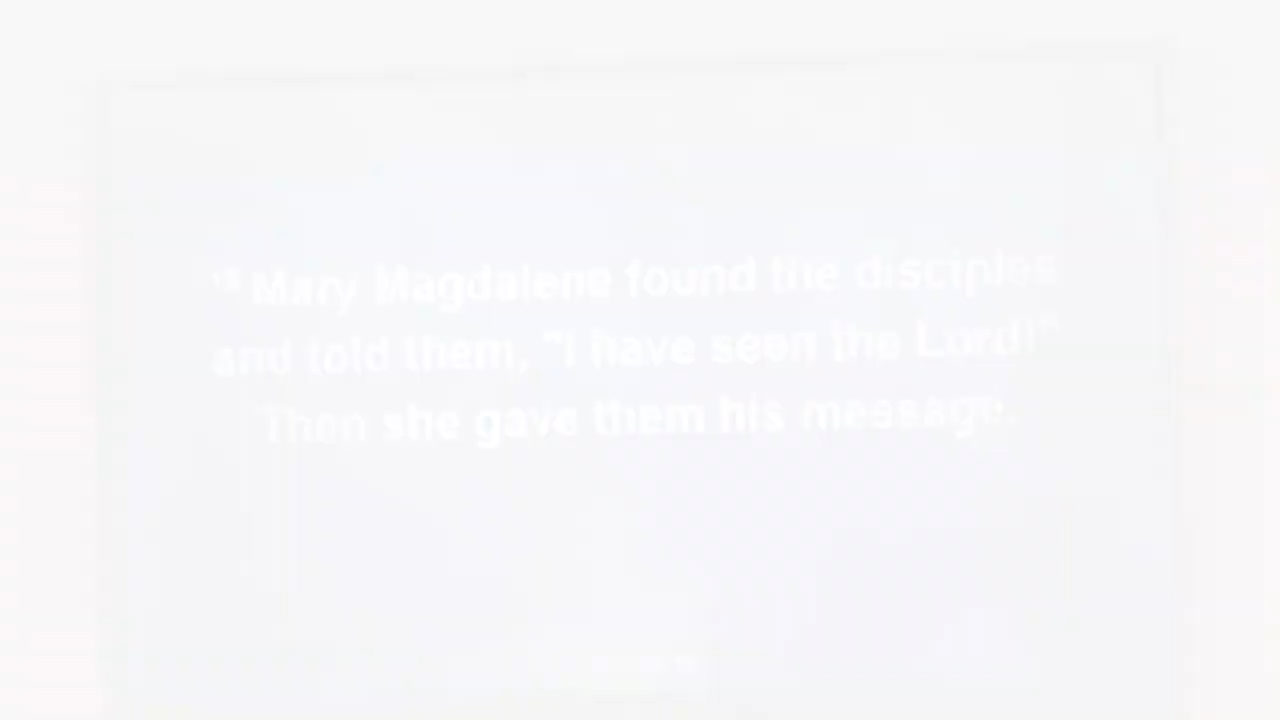 ¹⁸ Mary Magdalene found the disciples
and told them, "I have seen the Lord!"
Then she gave them his message.